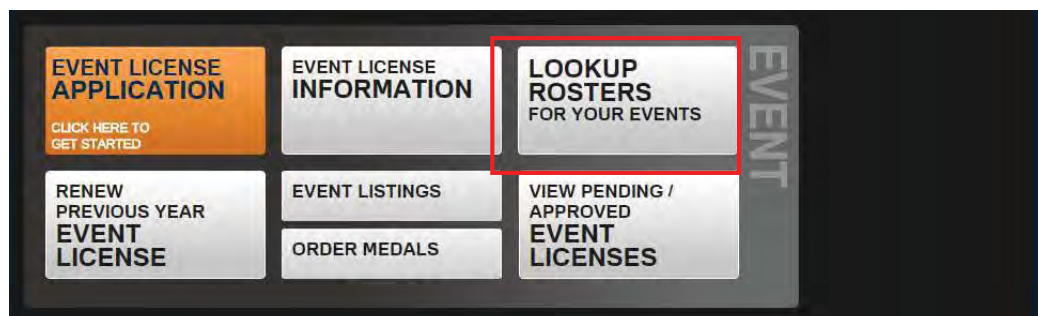 EVENT LICENSE
APPLICATION
CLICK HERE TO
GET STARTED
EVENT LICENSE
INFORMATION
LOOKUP
ROSTERS
FOR YOUR EVENTS
EVENT
RENEW
PREVIOUS YEAR
EVENT
LICENSE
EVENT LISTINGS
ORDER MEDALS
VIEW PENDING /
APPROVED
EVENT
LICENSES